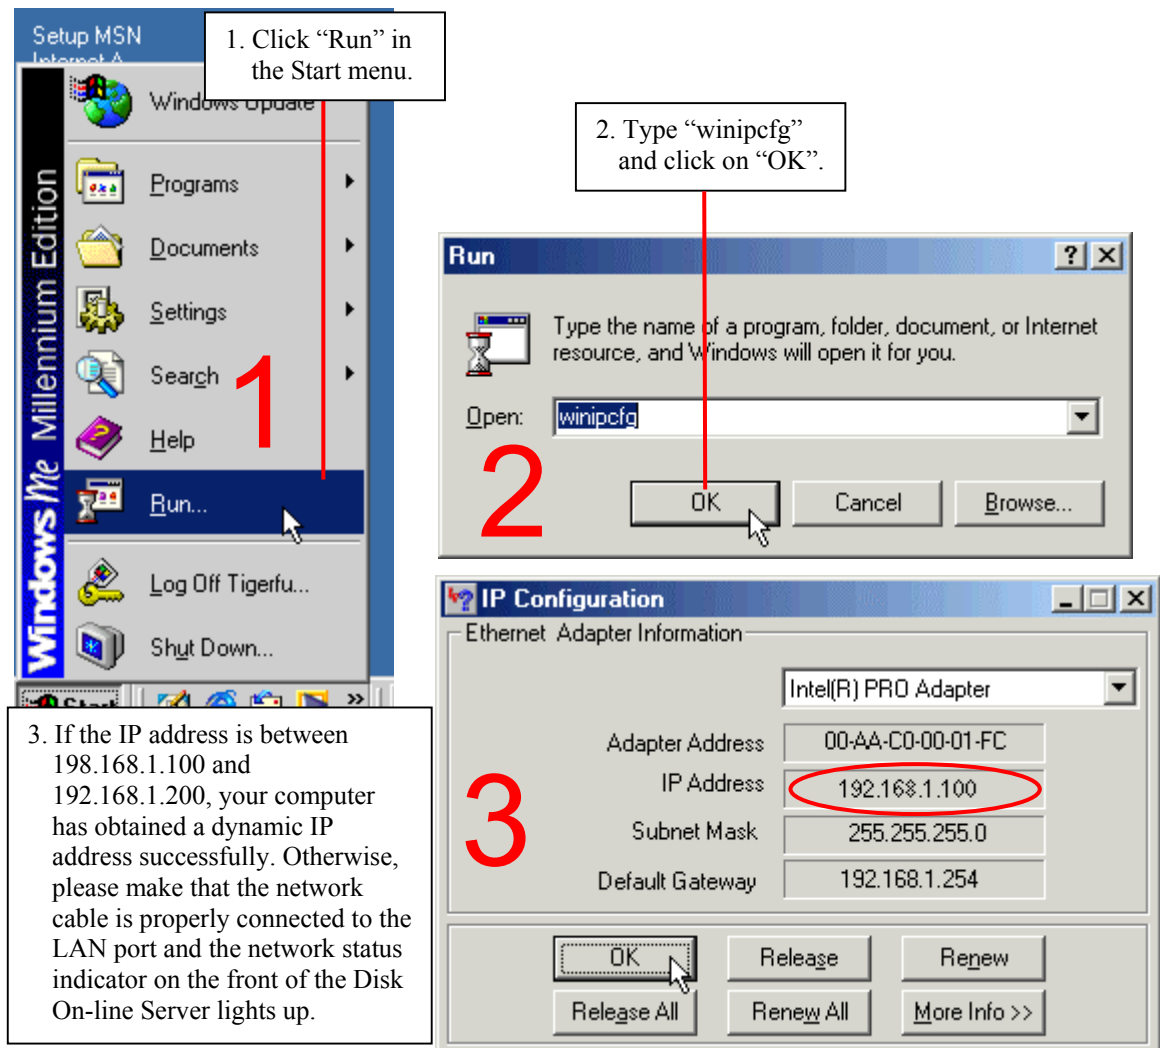 Setup MSN
1. Click “Run” in
the Start menu.
Windows Update
Programs
Documents
Settings
Search
Help
Run...
Log Off Tigerfu...
Shut Down...
Windows Me Millennium Edition
Start
1
2. Type “winipcfg”
and click on “OK”.
Run
Type the name of a program, folder, document, or Internet
resource, and Windows will open it for you.
Open: winipcfg
OK Cancel Browse...
2
3. If the IP address is between
198.168.1.100 and
192.168.1.200, your computer
has obtained a dynamic IP
address successfully. Otherwise,
please make that the network
cable is properly connected to the
LAN port and the network status
indicator on the front of the Disk
On-line Server lights up.
IP Configuration
Ethernet Adapter Information
Intel(R) PRO Adapter
Adapter Address 00-AA-C0-00-01-FC
IP Address 192.168.1.100
Subnet Mask 255.255.255.0
Default Gateway 192.168.1.254
3
OK Release Renew
Release All Renew All More Info >>